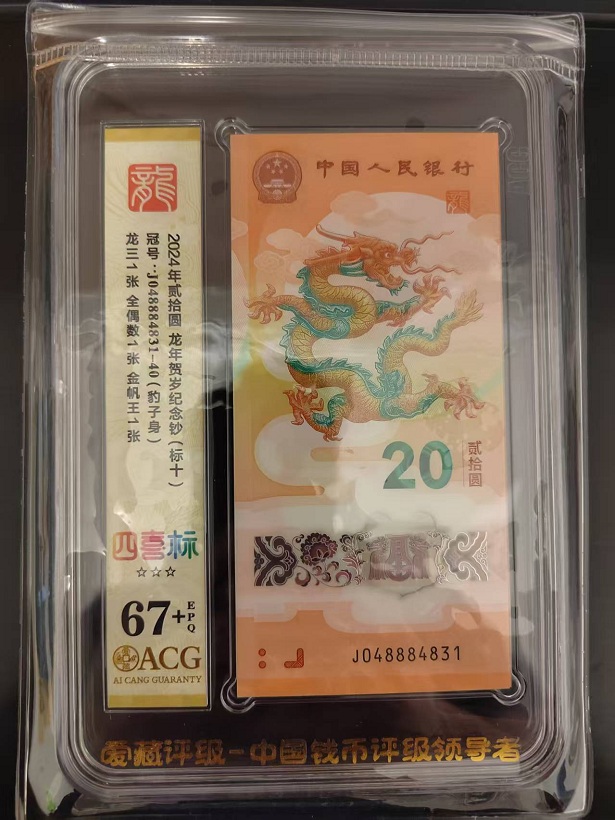 龍
2024年贰拾圆 龙年贺岁纪念钞(标十)
冠号:J048884831-40(豹子身)
龙三1张 全偶数1张 金帆王1张
四喜标
☆☆☆
67+EPQ
ACG
AI CANG GUARANTY
中国人民银行
20
贰拾圆
J048884831
爱藏评级-中国钱币评级领导者